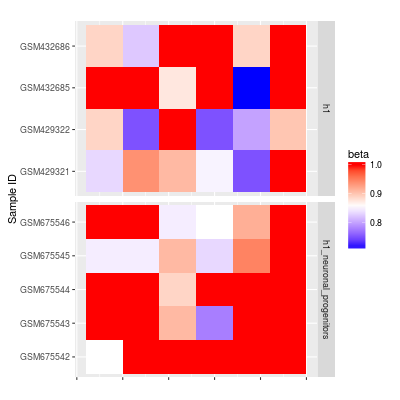 Sample ID
GSM432686
GSM432685
GSM429322
GSM429321
h1
GSM675546
GSM675545
GSM675544
GSM675543
GSM675542
h1_neuronal_progenitors
beta
1.0
0.9
0.8